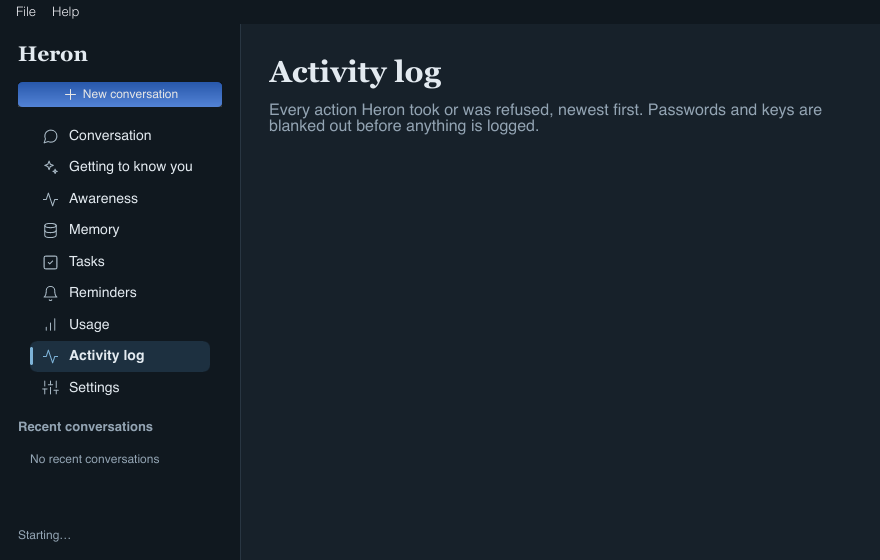 File Help
Heron
New conversation
Conversation
Getting to know you
Awareness
Memory
Tasks
Reminders
Usage
Activity log
Settings
Recent conversations
No recent conversations
Starting…
Activity log
Every action Heron took or was refused, newest first. Passwords and keys are
blanked out before anything is logged.